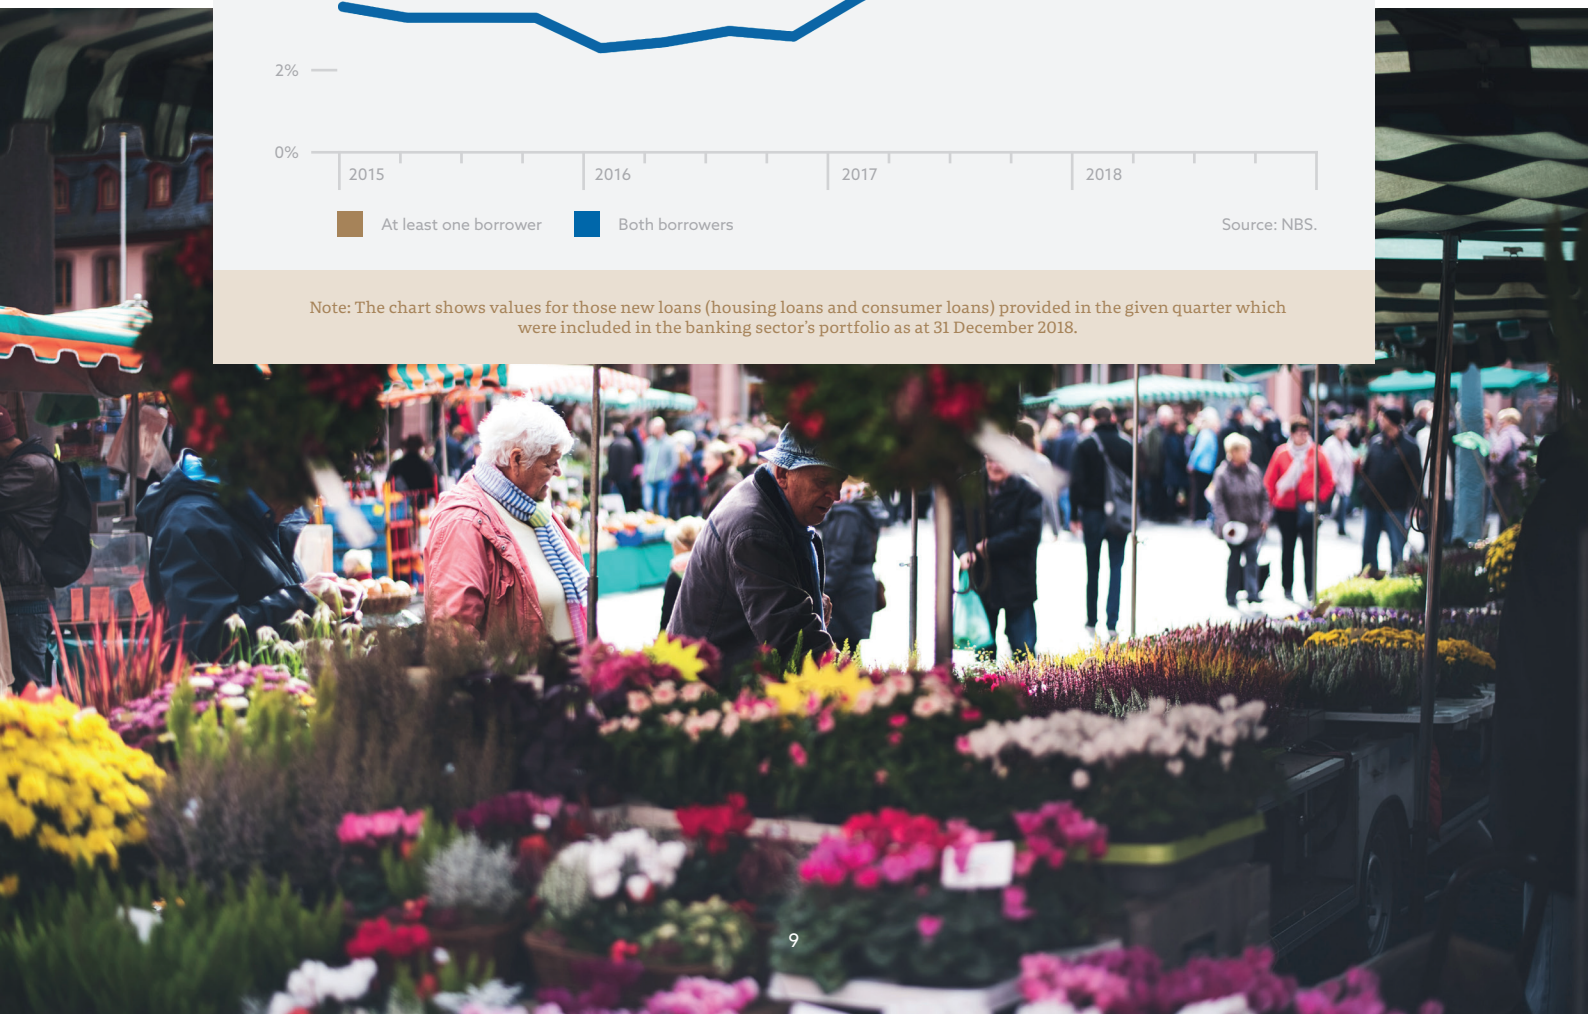 2%
0%
2015 2016 2017 2018
At least one borrower Both borrowers Source: NBS.
Note: The chart shows values for those new loans (housing loans and consumer loans) provided in the given quarter which
were included in the banking sector's portfolio as at 31 December 2018.
9